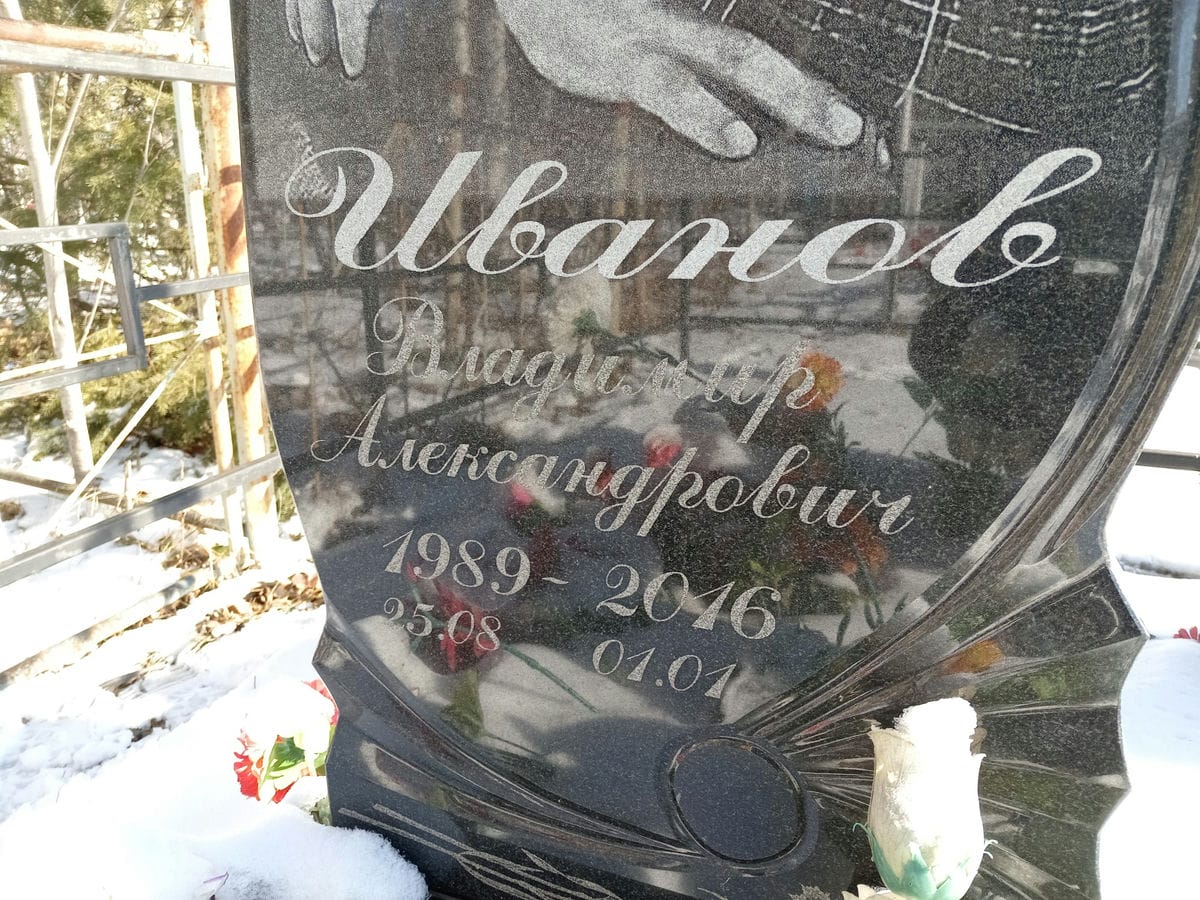 Иванов
Владимир
Александрович
1989 - 2016
25.08 01.01